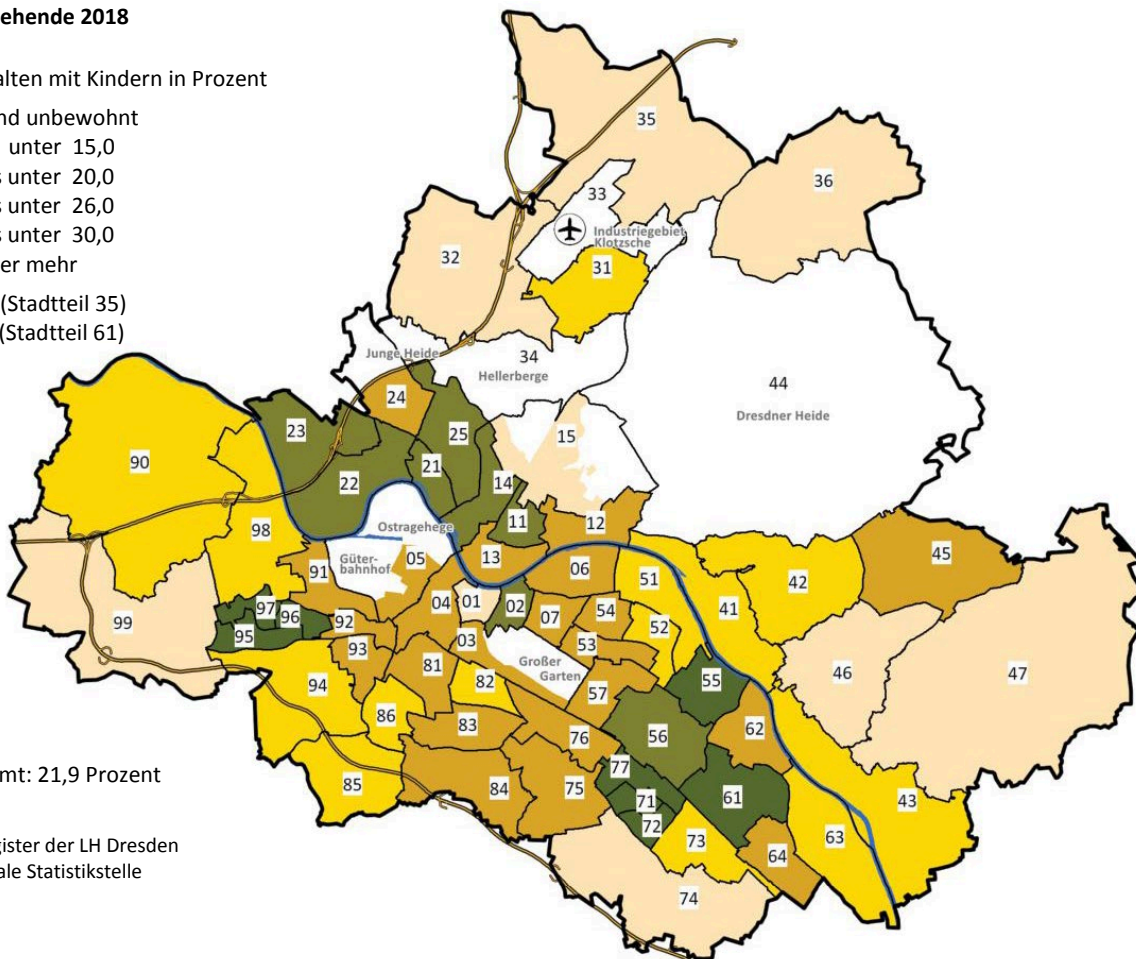 ehende 2018
alten mit Kindern in Prozent
nd unbewohnt
unter 15,0
s unter 20,0
s unter 26,0
s unter 30,0
er mehr
(Stadtteil 35)
(Stadtteil 61)
35
36
33
Industriegebiet
Klotzsche
32
31
Junge Heide
34
Hellerberge
44
Dresdner Heide
24
23
25
15
90
21
22
14
Ostragehege
11
12
98
13
45
Güter-
bahnhof
05
91
06
51
42
04
01
02
54
41
97
96
07
52
99
92
95
03
53
93
Großer
Garten
46
47
81
55
94
82
57
86
83
76
56
62
77
85
84
75
61
43
71
72
73
63
64
74
mt: 21,9 Prozent
gister der LH Dresden
ale Statistikstelle